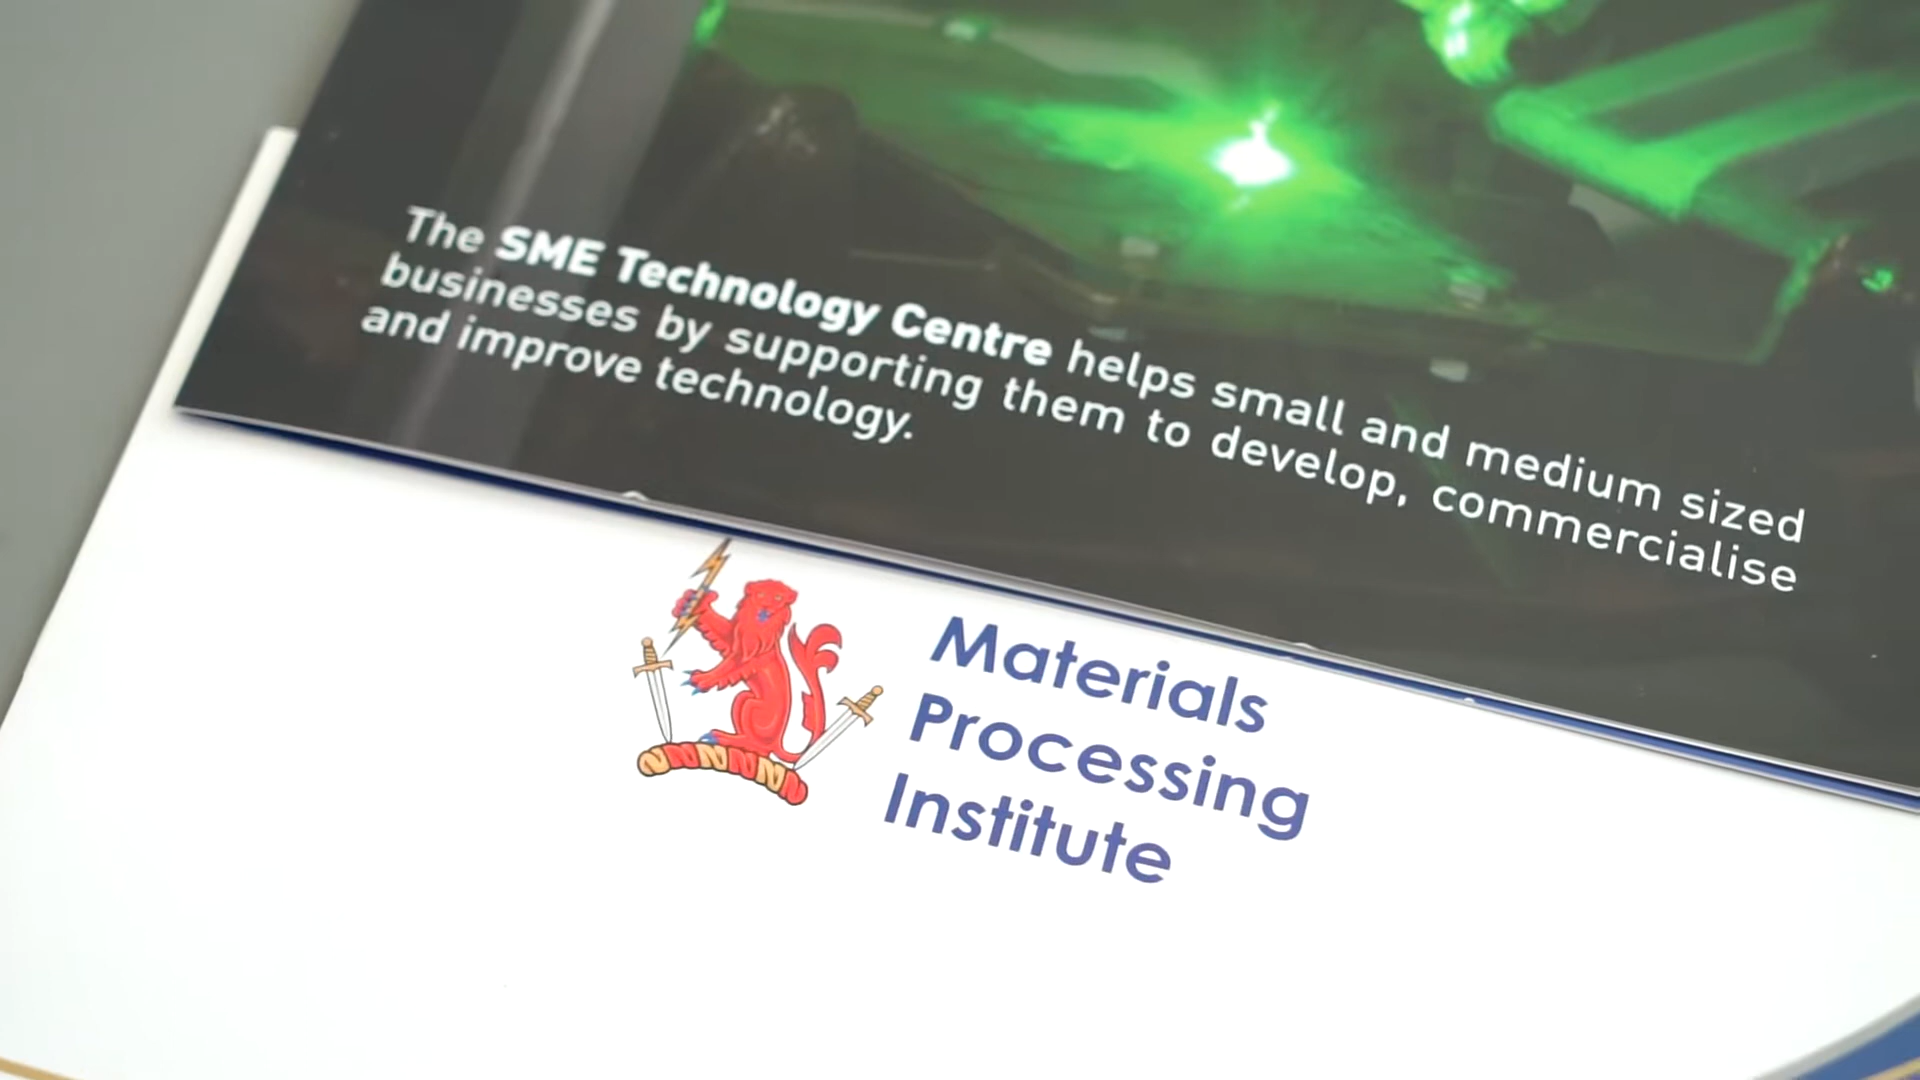 The SME Technology Centre helps small and medium sized
businesses by supporting them to develop, commercialise
and improve technology.
Materials
Processing
Institute